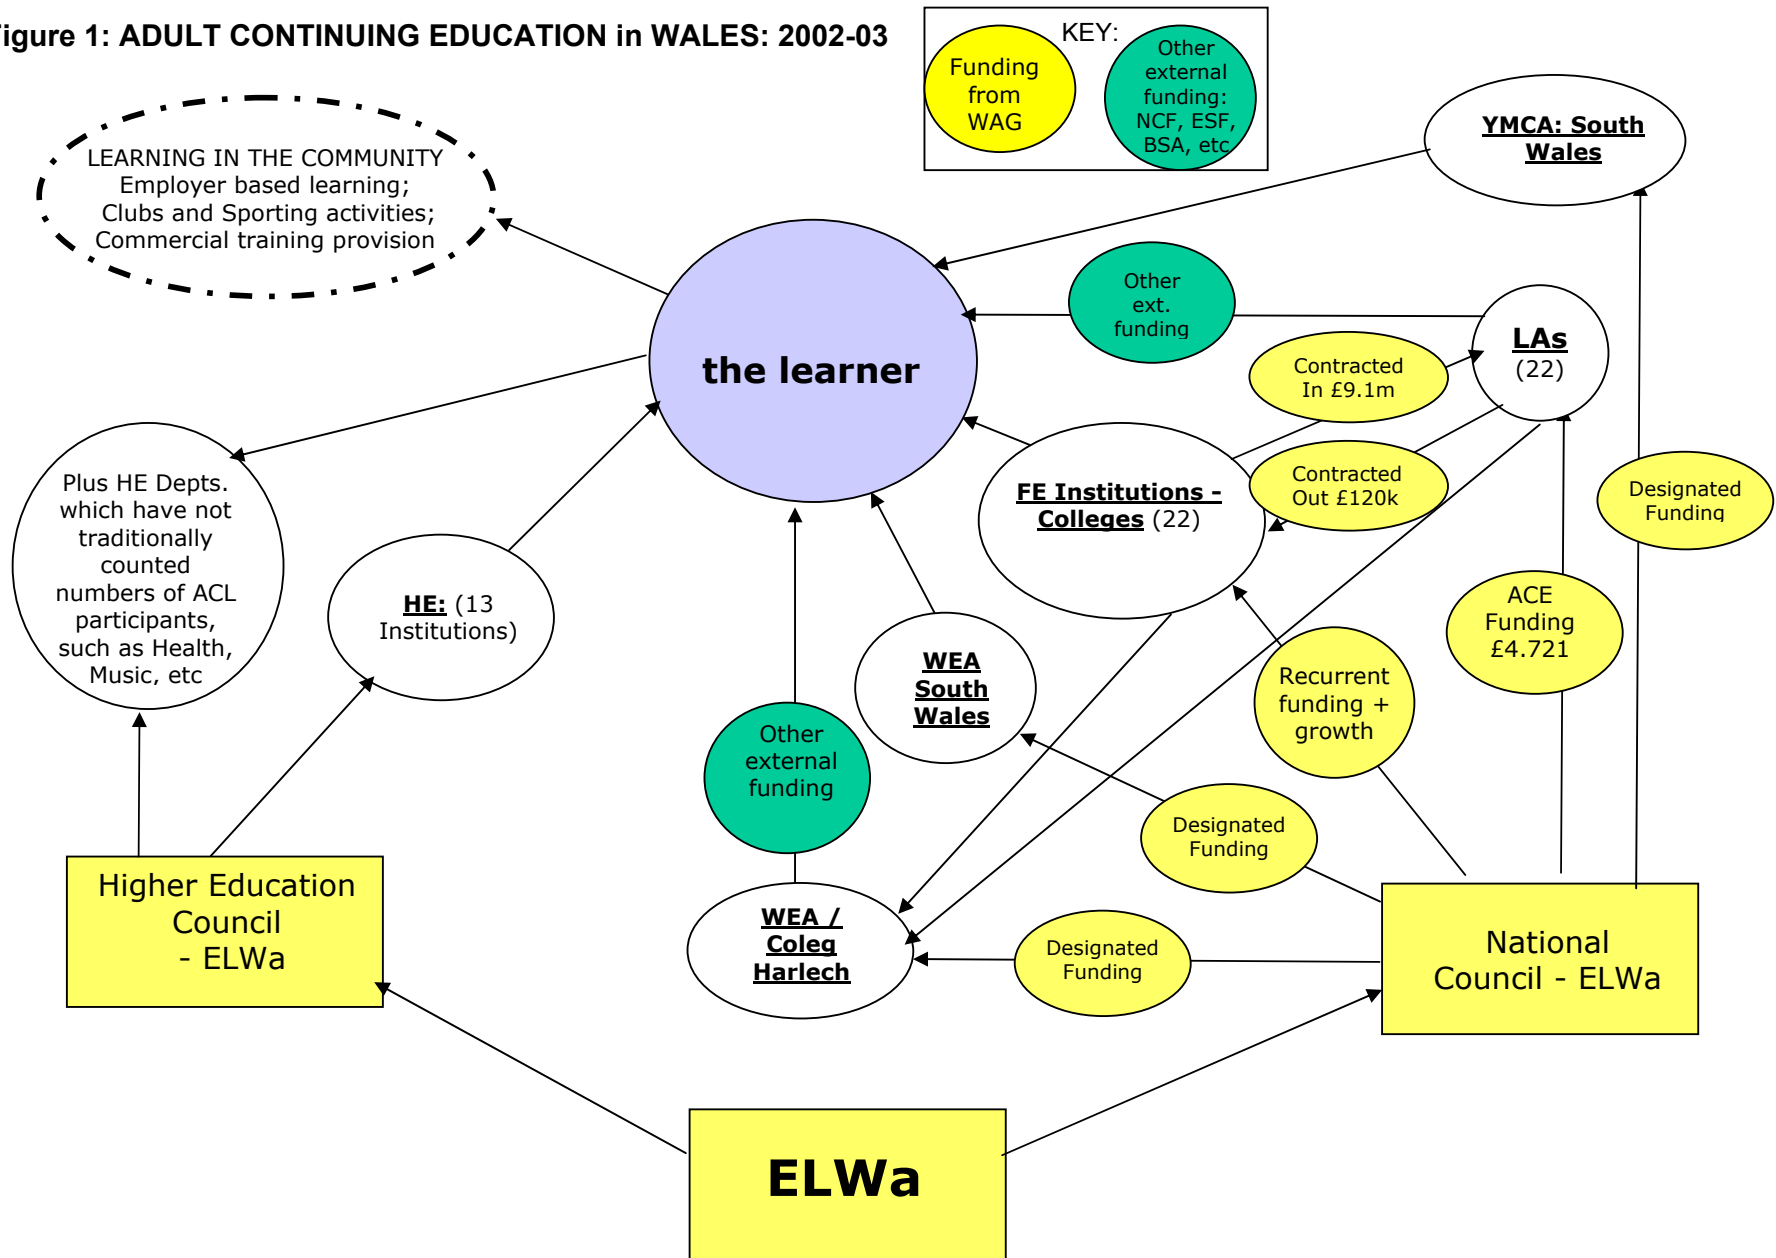 igure 1: ADULT CONTINUING EDUCATION in WALES: 2002-03
KEY:
Funding
from
WAG
Other
external
funding:
NCF, ESF,
BSA, etc
LEARNING IN THE COMMUNITY
Employer based learning;
Clubs and Sporting activities;
Commercial training provision
YMCA: South
Wales
Other
ext.
funding
the learner
LAs
(22)
Contracted
In £9.1m
Contracted
Out £120k
FE Institutions -
Colleges (22)
Designated
Funding
Plus HE Depts.
which have not
traditionally
counted
numbers of ACL
participants,
such as Health,
Music, etc
HE: (13
Institutions)
ACE
Funding
£4.721
WEA
South
Wales
Recurrent
funding +
growth
Other
external
funding
Designated
Funding
Higher Education
Council
- ELWa
WEA /
Coleg
Harlech
Designated
Funding
National
Council - ELWa
ELWa